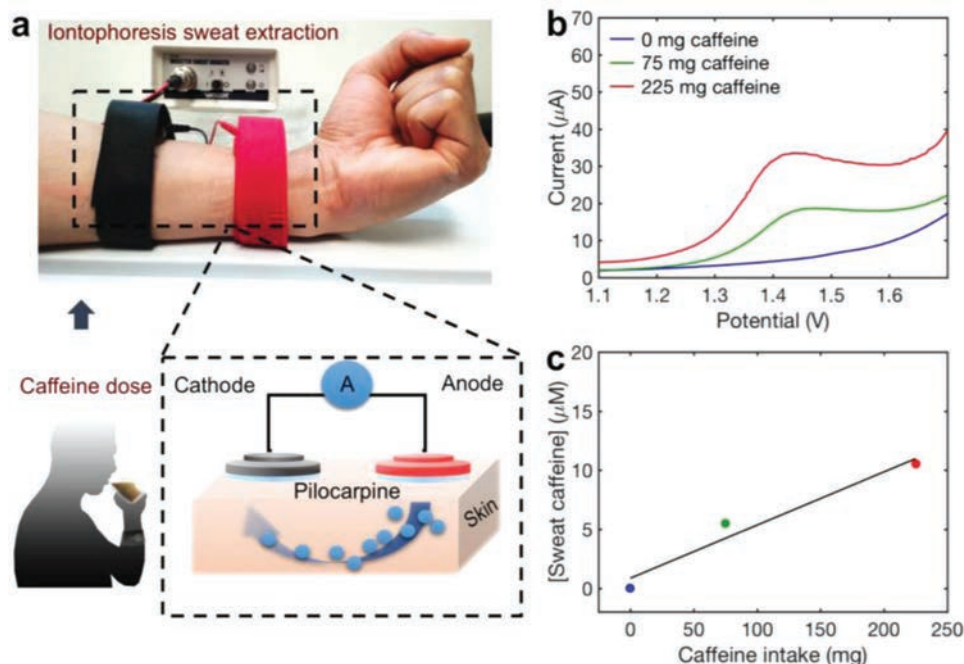 a
Iontophoresis sweat extraction
Caffeine dose
Cathode
A
Anode
Pilocarpine
Skin
b
70
60
50
40
30
20
10
0
Current (μA)
0 mg caffeine
75 mg caffeine
225 mg caffeine
1.1 1.2 1.3 1.4 1.5 1.6
Potential (V)
c
20
15
10
5
0
[Sweat caffeine] (μM)
0 50 100 150 200 250
Caffeine intake (mg)